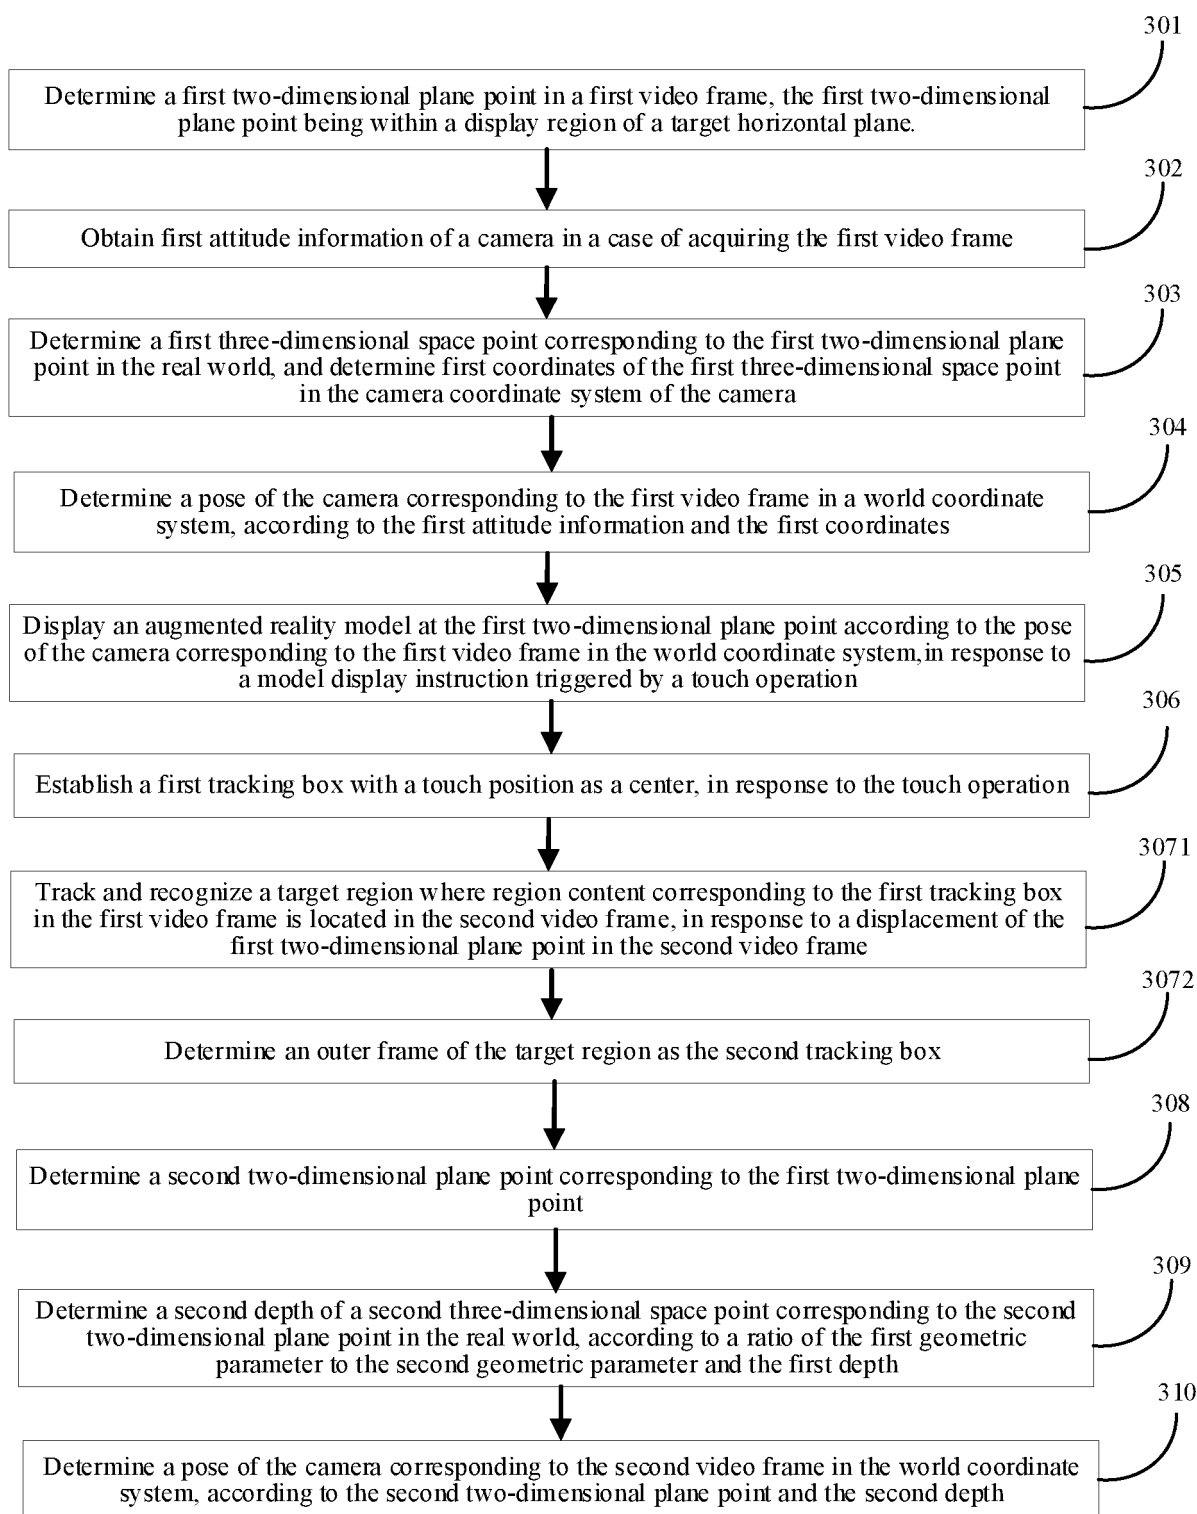 301
Determine a first two-dimensional plane point in a first video frame, the first two-dimensional
plane point being within a display region of a target horizontal plane.
302
Obtain first attitude information of a camera in a case of acquiring the first video frame
303
Determine a first three-dimensional space point corresponding to the first two-dimensional plane
point in the real world, and determine first coordinates of the first three-dimensional space point
in the camera coordinate system of the camera
304
Determine a pose of the camera corresponding to the first video frame in a world coordinate
system, according to the first attitude information and the first coordinates
305
Display an augmented reality model at the first two-dimensional plane point according to the pose
of the camera corresponding to the first video frame in the world coordinate system, in response to
a model display instruction triggered by a touch operation
306
Establish a first tracking box with a touch position as a center, in response to the touch operation
3071
Track and recognize a target region where region content corresponding to the first tracking box
in the first video frame is located in the second video frame, in response to a displacement of the
first two-dimensional plane point in the second video frame
3072
Determine an outer frame of the target region as the second tracking box
308
Determine a second two-dimensional plane point corresponding to the first two-dimensional plane
point
309
Determine a second depth of a second three-dimensional space point corresponding to the second
two-dimensional plane point in the real world, according to a ratio of the first geometric
parameter to the second geometric parameter and the first depth
310
Determine a pose of the camera corresponding to the second video frame in the world coordinate
system, according to the second two-dimensional plane point and the second depth